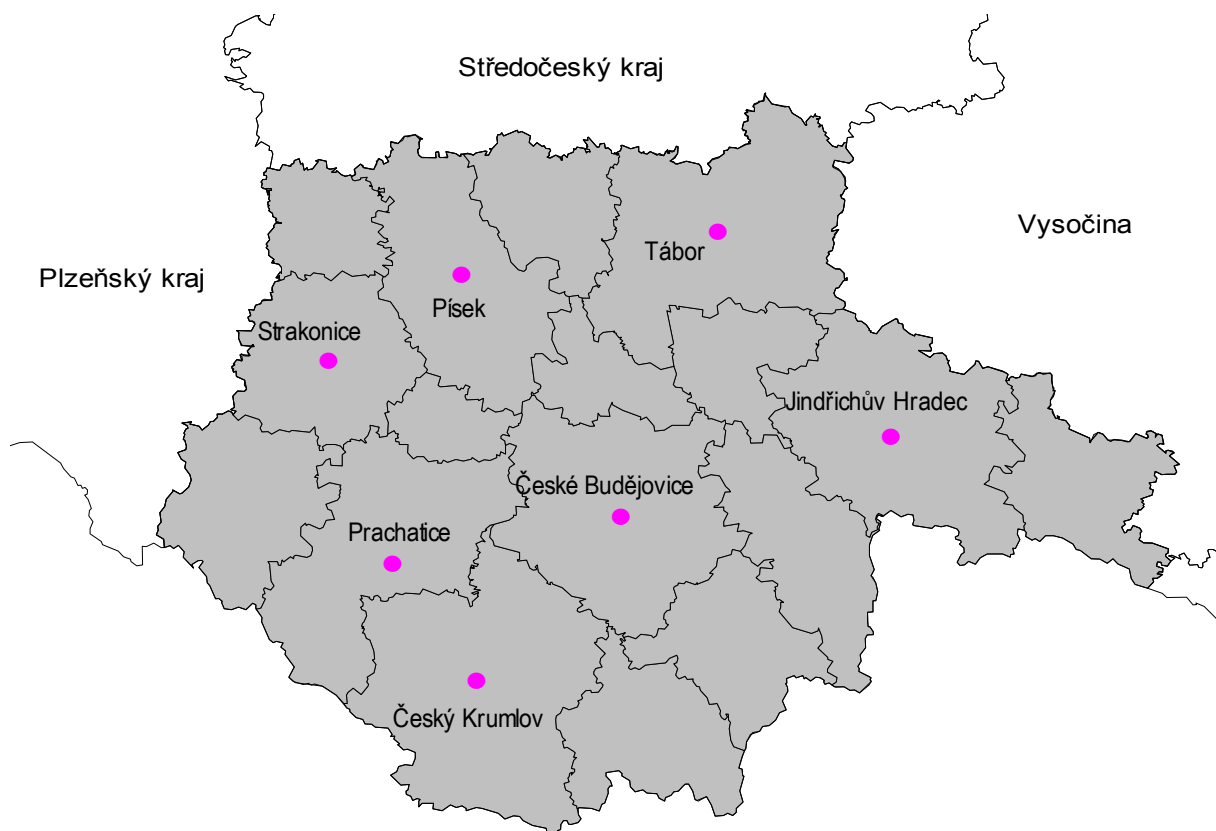 Středočeský kraj
Vysočina
Tábor
Plzeňský kraj
Písek
Strakonice
Jindřichův Hradec
České Budějovice
Prachatice
Český Krumlov